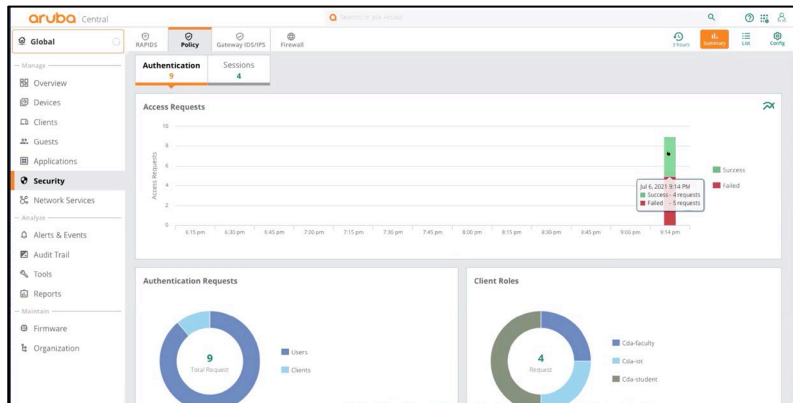 aruba Central
Global
RAPIDS
Policy
Gateway IDS/IPS
Firewall
3 hours
Summary
List
Config
Manage
Overview
Devices
Clients
Guests
Applications
Security
Network Services
Analyze
Alerts & Events
Audit Trail
Tools
Reports
Maintain
Firmware
Organization
Authentication
9
Sessions
4
Access Requests
Access Requests
10
8
6
4
2
0
6:15 pm 6:30 pm 6:45 pm 7:00 pm 7:15 pm 7:30 pm 7:45 pm 8:00 pm 8:15 pm 8:30 pm 8:45 pm 9:00 pm 9:14 pm
Jul 6, 2021 9:14 PM
Success - 4 requests
Failed - 5 requests
Success
Failed
Authentication Requests
9
Total Request
Users
Clients
Client Roles
4
Request
Cda-faculty
Cda-iot
Cda-student